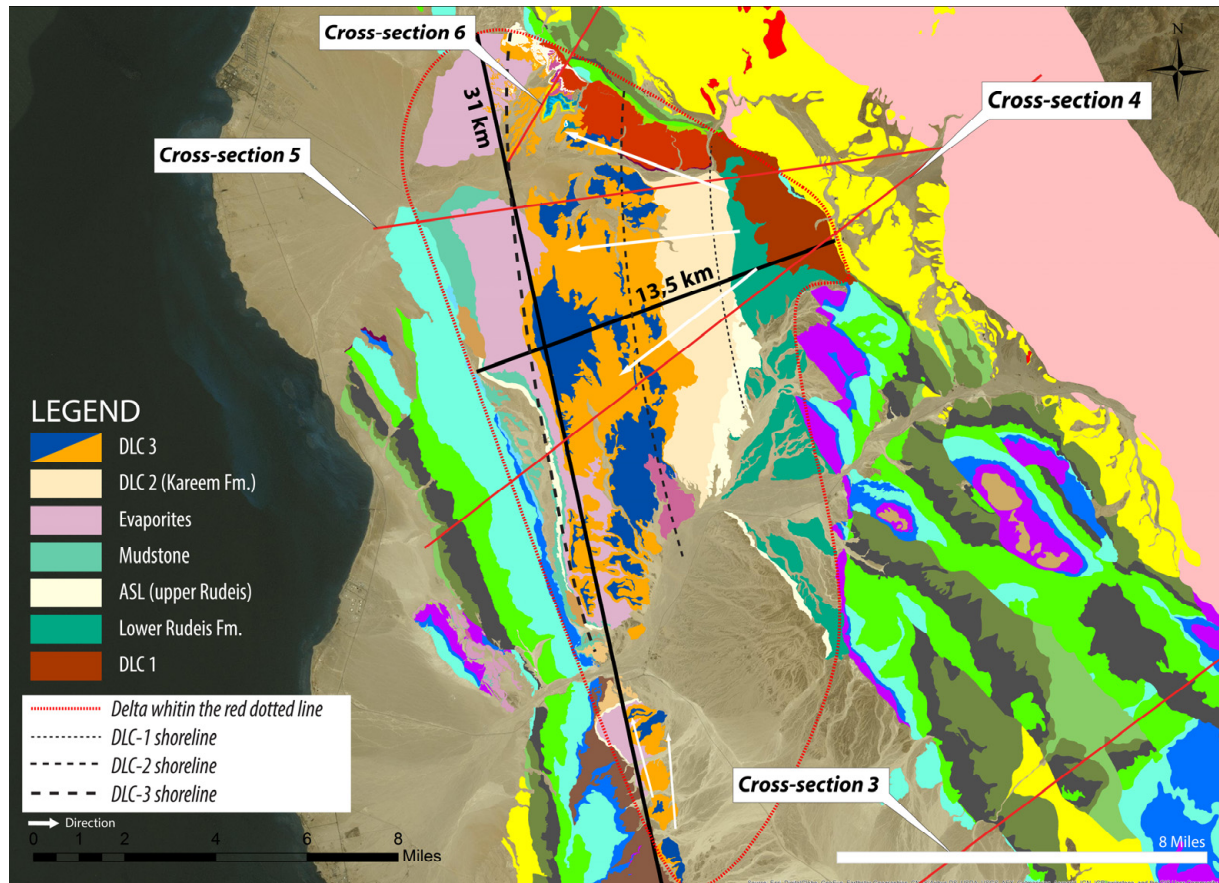 Cross-section 6
N
31 km
Cross-section 4
Cross-section 5
13,5 km
LEGEND
DLC 3
DLC 2 (Kareem Fm.)
Evaporites
Mudstone
ASL (upper Rudeis)
Lower Rudeis Fm.
DLC 1
Delta whitin the red dotted line
DLC-1 shoreline
DLC-2 shoreline
DLC-3 shoreline
Direction
Cross-section 3
0 1 2 4 6 8
Miles
8 Miles